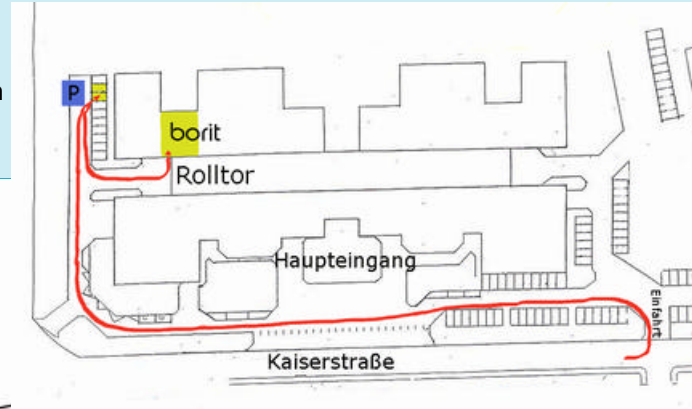 P
borit
Rolltor
Haupteingang
Einfahrt
Kaiserstraße